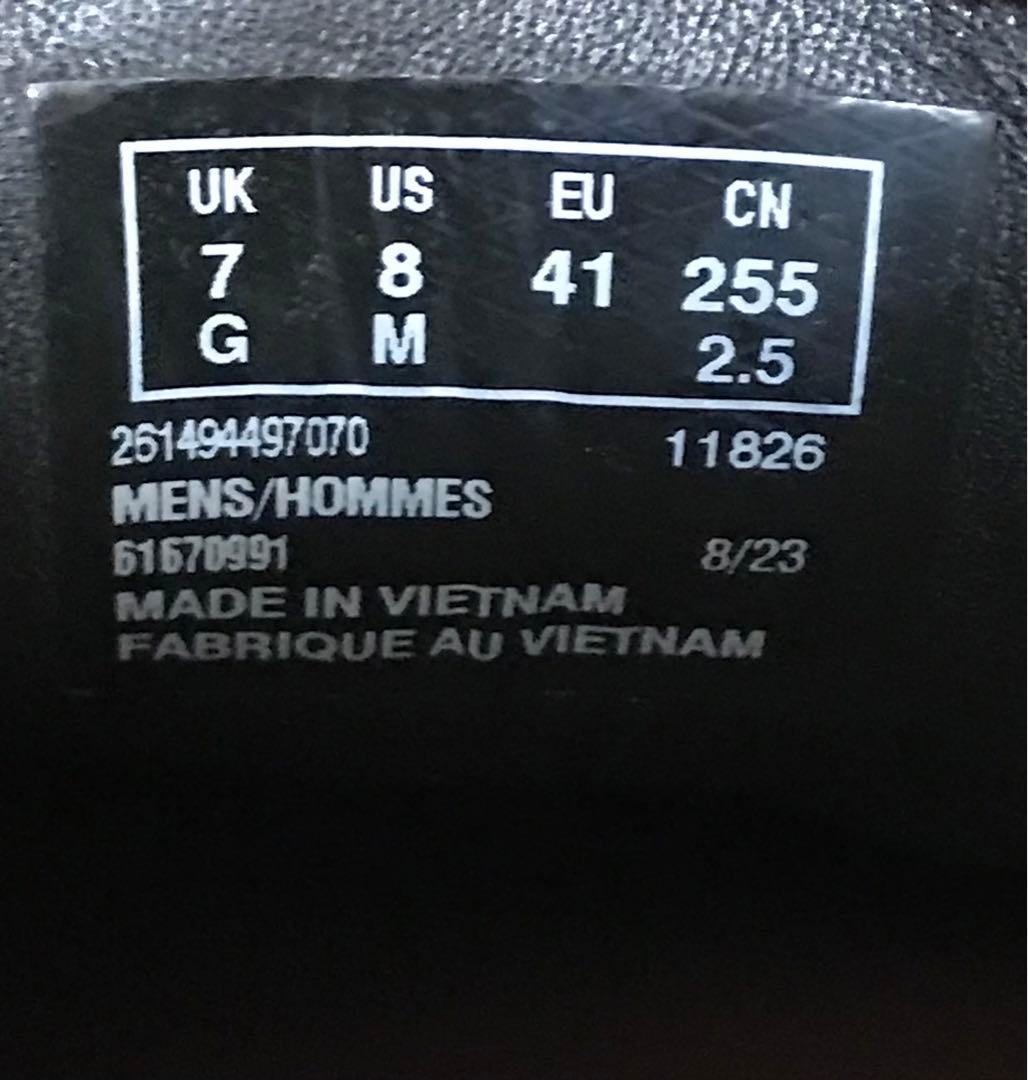 UK US EU CN
7 8 41 255
G M 2.5
261494497070 11826
MENS/HOMMES
61670991 8/23
MADE IN VIETNAM
FABRIQUE AU VIETNAM